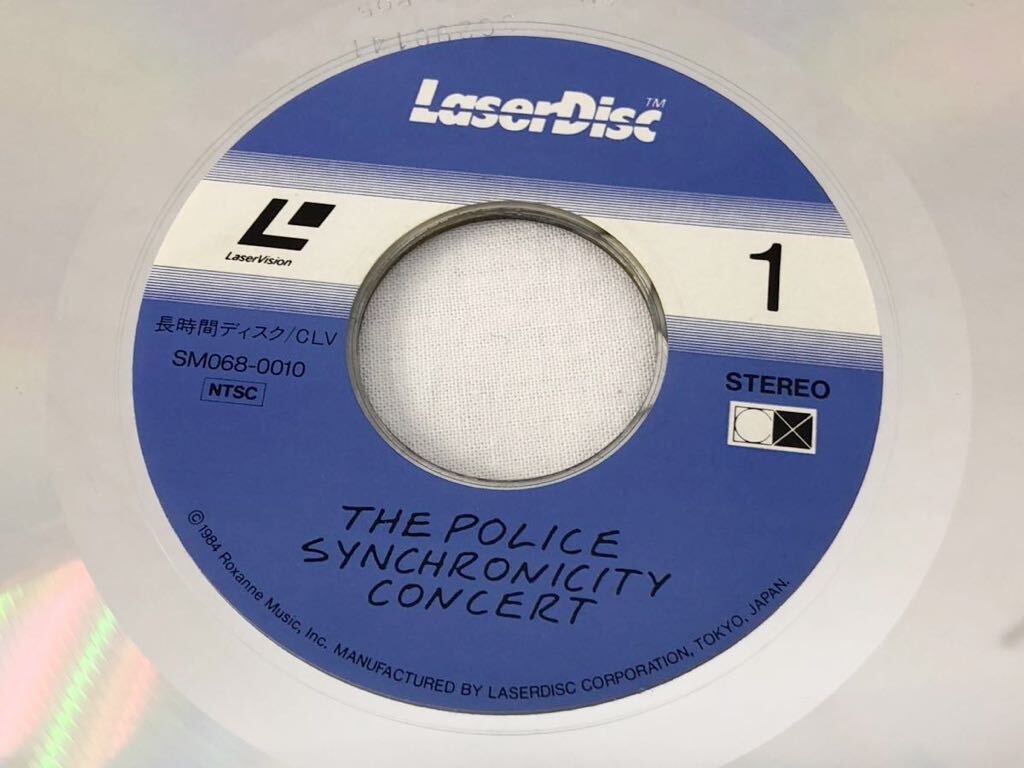 LaserDisc™
LaserVision
1
長時間ディスク/CLV
SM068-0010
NTSC
STEREO
THE POLICE
SYNCHRONICITY
CONCERT
© 1984 Roxanne Music, Inc. MANUFACTURED BY LASERDISC CORPORATION, TOKYO, JAPAN.